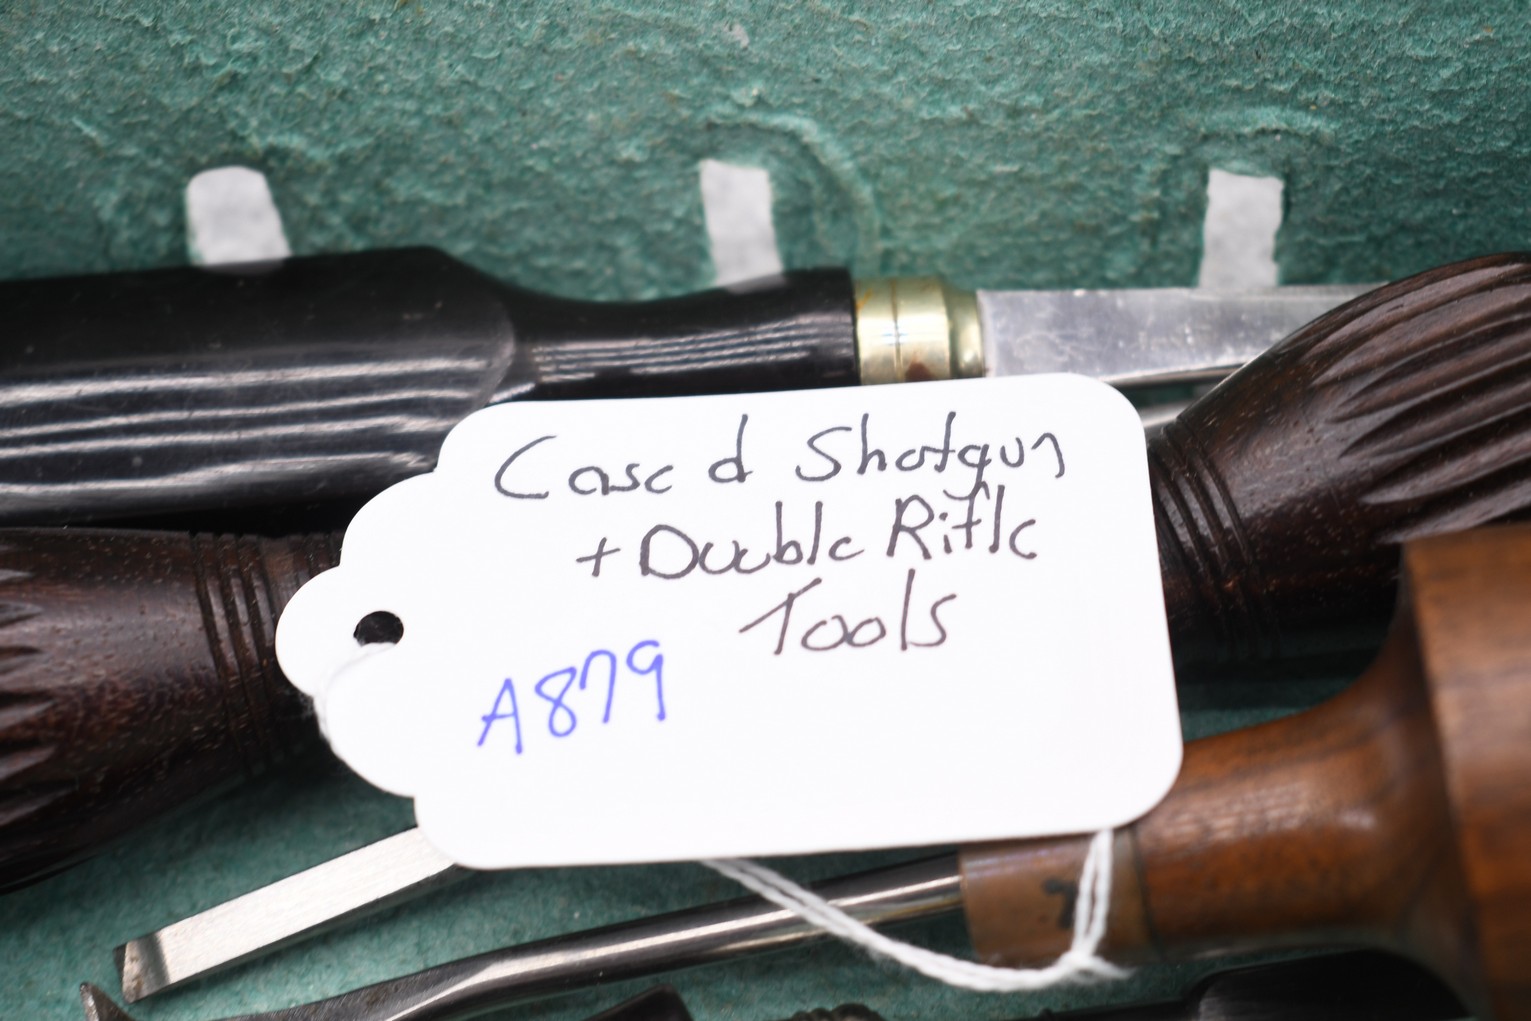 Cased Shotgun
+ Double Rifle
Tools
A879